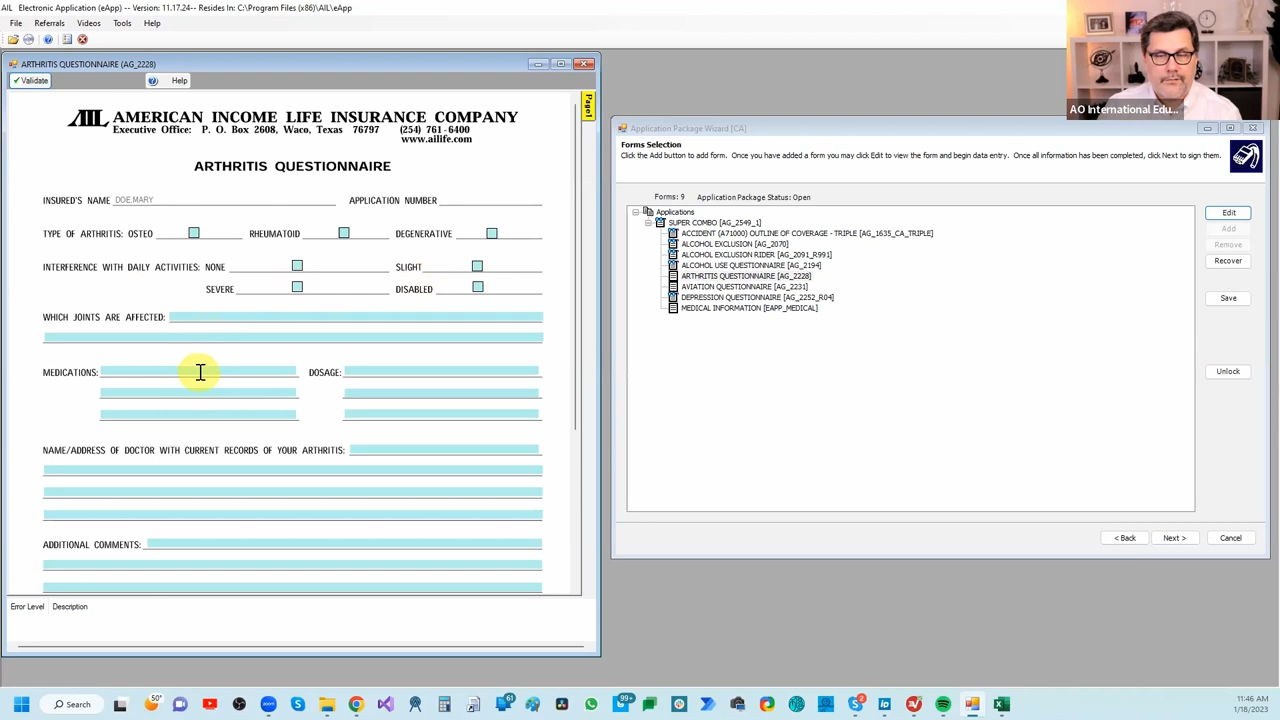 AIL   Electronic Application (eApp) -- Version: 11.17.24-- Resides In: C:\Program Files (x86)\AIL\eApp
File Referrals Videos Tools Help
ARTHRITIS QUESTIONNAIRE (AG_2228)
Validate Help
Page1
AIL AMERICAN INCOME LIFE INSURANCE COMPANY
Executive Office: P. O. Box 2608, Waco, Texas 76797 (254) 761-6400
www.ailife.com
ARTHRITIS QUESTIONNAIRE
INSURED'S NAME DOE.MARY APPLICATION NUMBER
TYPE OF ARTHRITIS: OSTEO RHEUMATOID DEGENERATIVE
INTERFERENCE WITH DAILY ACTIVITIES: NONE SLIGHT
SEVERE DISABLED
WHICH JOINTS ARE AFFECTED:
MEDICATIONS: DOSAGE:
NAME/ADDRESS OF DOCTOR WITH CURRENT RECORDS OF YOUR ARTHRITIS:
ADDITIONAL COMMENTS:
Error Level Description
AO International Edu...
Application Package Wizard [CA]
Forms Selection
Click the Add button to add form. Once you have added a form you may click Edit to view the form and begin data entry. Once all information has been completed, click Next to sign them.
Forms: 9 Application Package Status: Open
Applications
SUPER COMBO [AG_2549_1]
ACCIDENT (A71000) OUTLINE OF COVERAGE - TRIPLE [AG_1635_CA_TRIPLE]
ALCOHOL EXCLUSION [AG_2070]
ALCOHOL EXCLUSION RIDER [AG_2091_R991]
ALCOHOL USE QUESTIONNAIRE [AG_2194]
ARTHRITIS QUESTIONNAIRE [AG_2228]
AVIATION QUESTIONNAIRE [AG_2231]
DEPRESSION QUESTIONNAIRE [AG_2252_R04]
MEDICAL INFORMATION [EAPP_MEDICAL]
Edit
Add
Remove
Recover
Save
Unlock
< Back Next > Cancel
50°
Search
61
99+
2
11:46 AM
1/18/2023